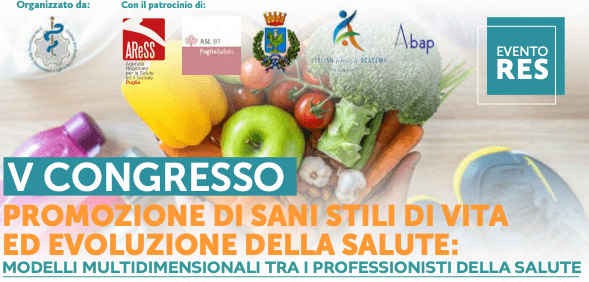 Organizzato da:
Con il patrocinio di:
AReSS
Agenzia
Regionale
per la Salute
ed il Sociale
Puglia
ASL BT
PugliaSalute
ITALIAN
ACADEMY
Abap
EVENTO
RES
V CONGRESSO
PROMOZIONE DI SANI STILI DI VITA
ED EVOLUZIONE DELLA SALUTE:
MODELLI MULTIDIMENSIONALI TRA I PROFESSIONISTI DELLA SALUTE